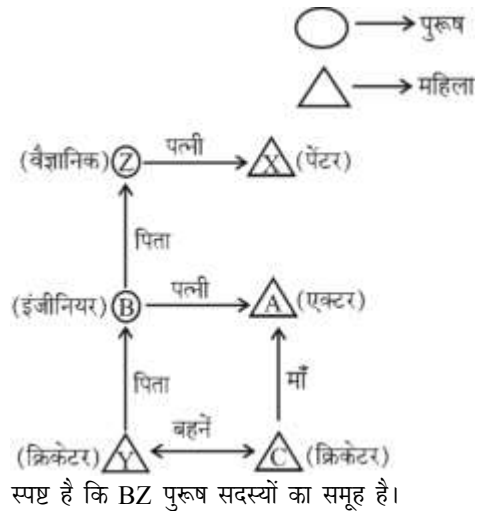 पुरूष
महिला
(वैज्ञानिक) Z पत्नी X (पेंटर)
पिता
(इंजीनियर) B पत्नी A (एक्टर)
पिता माँ
(क्रिकेटर) Y बहनें C (क्रिकेटर)
स्पष्ट है कि BZ पुरूष सदस्यों का समूह है।